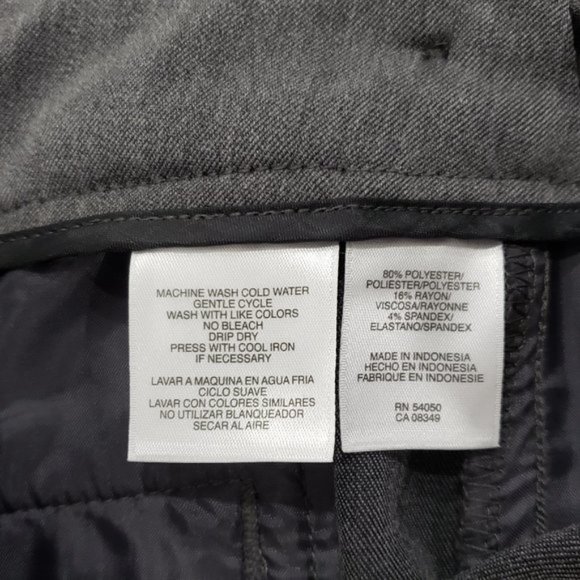 MACHINE WASH COLD WATER
GENTLE CYCLE
WASH WITH LIKE COLORS
NO BLEACH
DRIP DRY
PRESS WITH COOL IRON
IF NECESSARY
LAVAR A MAQUINA EN AGUA FRIA
CICLO SUAVE
LAVAR CON COLORES SIMILARES
NO UTILIZAR BLANQUEADOR
SECAR AL AIRE
80% POLYESTER/
POLIESTER/POLYESTER
16% RAYON/
VISCOSA/RAYONNE
4% SPANDEX/
ELASTANO/SPANDEX
MADE IN INDONESIA
HECHO EN INDONESIA
FABRIQUE EN INDONESIE
RN 54050
CA 08349